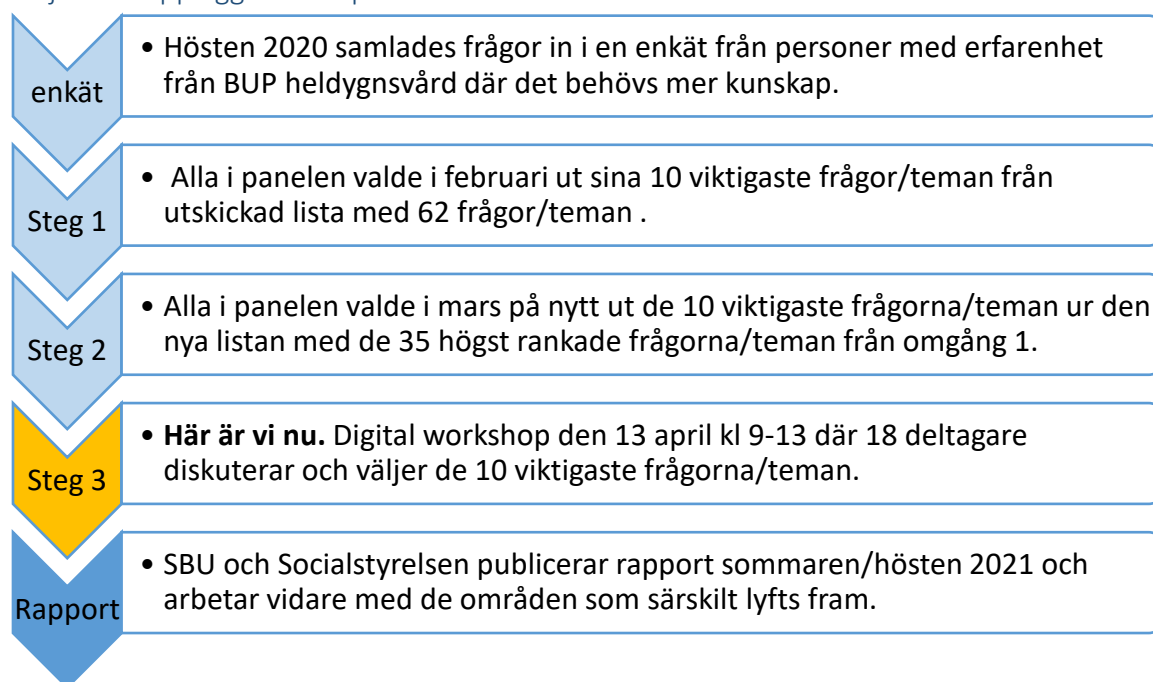 enkät
• Hösten 2020 samlades frågor in i en enkät från personer med erfarenhet
från BUP heldygnsvård där det behövs mer kunskap.
Steg 1
• Alla i panelen valde i februari ut sina 10 viktigaste frågor/teman från
utskickad lista med 62 frågor/teman .
Steg 2
• Alla i panelen valde i mars på nytt ut de 10 viktigaste frågorna/teman ur den
nya listan med de 35 högst rankade frågorna/teman från omgång 1.
Steg 3
• Här är vi nu. Digital workshop den 13 april kl 9-13 där 18 deltagare
diskuterar och väljer de 10 viktigaste frågorna/teman.
Rapport
• SBU och Socialstyrelsen publicerar rapport sommaren/hösten 2021 och
arbetar vidare med de områden som särskilt lyfts fram.